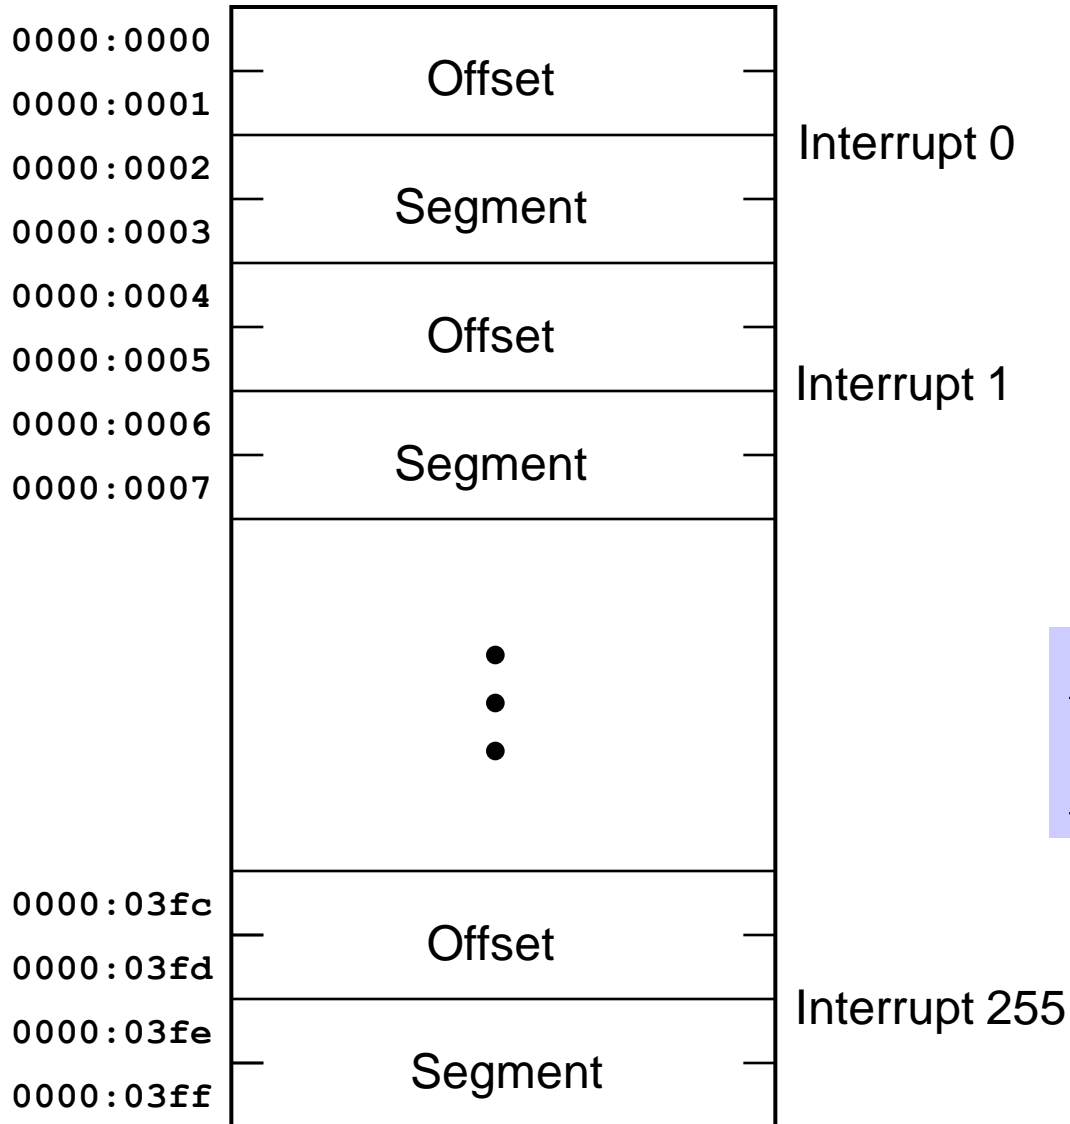 0000:0000
Offset
0000:0001
Interrupt 0
0000:0002
Segment
0000:0003
0000:0004
Offset
0000:0005
Interrupt 1
0000:0006
Segment
0000:0007
0000:03fc
Offset
0000:03fd
Interrupt 255
0000:03fe
Segment
0000:03ff